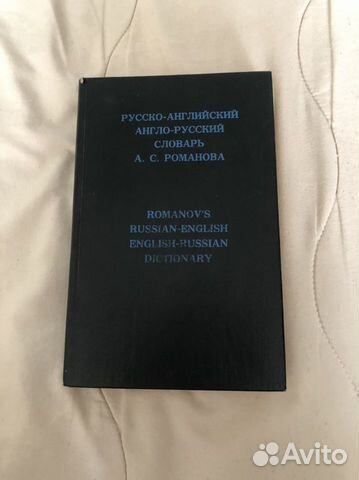 РУССКО-АНГЛИЙСКИЙ
АНГЛО-РУССКИЙ
СЛОВАРЬ
А. С. РОМАНОВА
ROMANOV'S
RUSSIAN-ENGLISH
ENGLISH-RUSSIAN
DICTIONARY
Avito